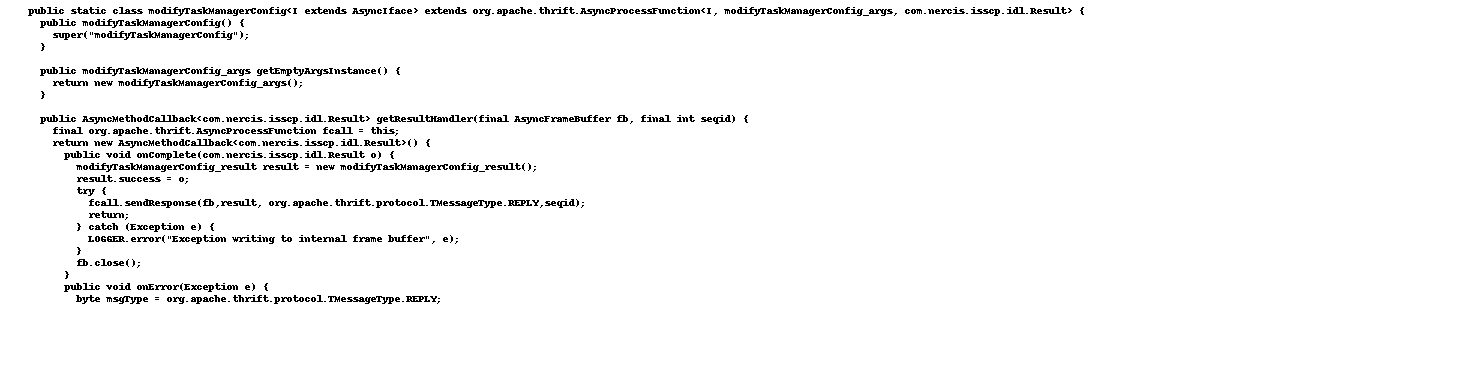 public static class modifyTaskManagerConfig<I extends AsyncIface> extends org.apache.thrift.AsyncProcessFunction<I, modifyTaskManagerConfig_args, com.nercis.isscp.idl.Result> {
  public modifyTaskManagerConfig() {
    super("modifyTaskManagerConfig");
  }

  public modifyTaskManagerConfig_args getEmptyArgsInstance() {
    return new modifyTaskManagerConfig_args();
  }

  public AsyncMethodCallback<com.nercis.isscp.idl.Result> getResultHandler(final AsyncFrameBuffer fb, final int seqid) {
    final org.apache.thrift.AsyncProcessFunction fcall = this;
    return new AsyncMethodCallback<com.nercis.isscp.idl.Result>() {
      public void onComplete(com.nercis.isscp.idl.Result o) {
        modifyTaskManagerConfig_result result = new modifyTaskManagerConfig_result();
        result.success = o;
        try {
          fcall.sendResponse(fb,result, org.apache.thrift.protocol.TMessageType.REPLY,seqid);
          return;
        } catch (Exception e) {
          LOGGER.error("Exception writing to internal frame buffer", e);
        }
        fb.close();
      }
      public void onError(Exception e) {
        byte msgType = org.apache.thrift.protocol.TMessageType.REPLY;